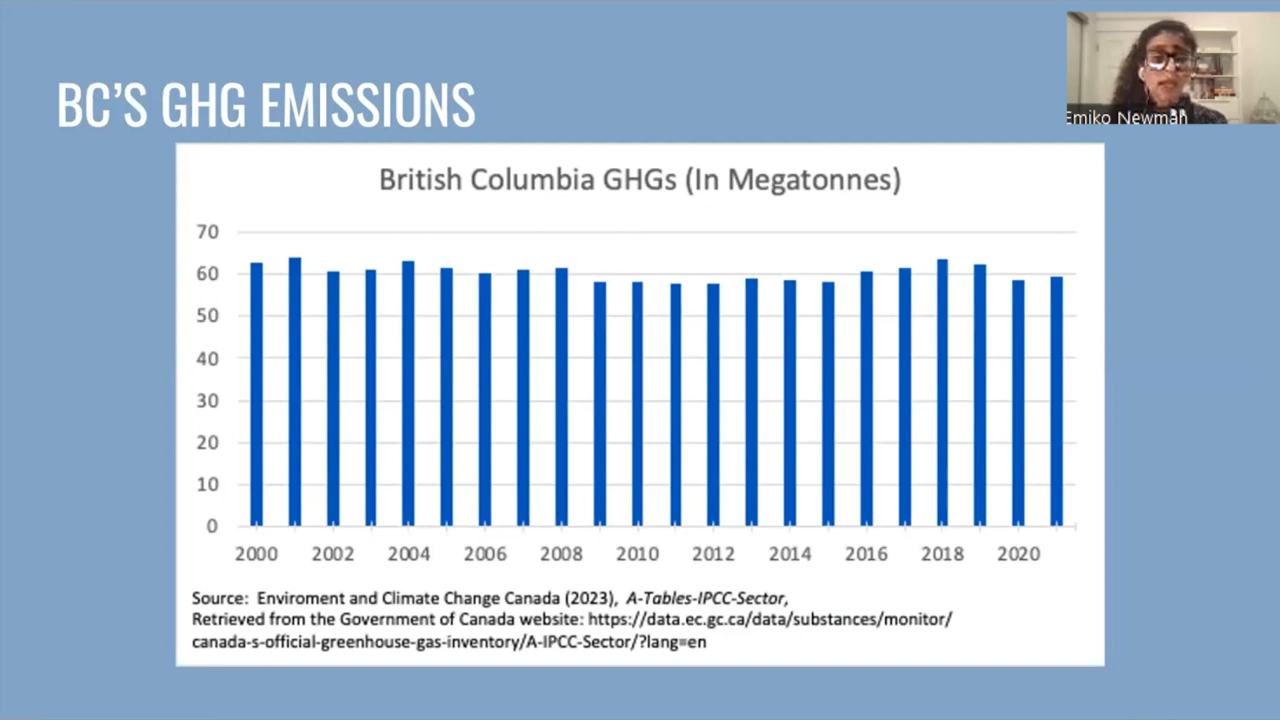 BC'S GHG EMISSIONS
Emiko Newman
British Columbia GHGs (In Megatonnes)
70
60
50
40
30
20
10
0
2000 2002 2004 2006 2008 2010 2012 2014 2016 2018 2020
Source: Enviroment and Climate Change Canada (2023), A-Tables-IPCC-Sector,
Retrieved from the Government of Canada website: https://data.ec.gc.ca/data/substances/monitor/
canada-s-official-greenhouse-gas-inventory/A-IPCC-Sector/?lang=en